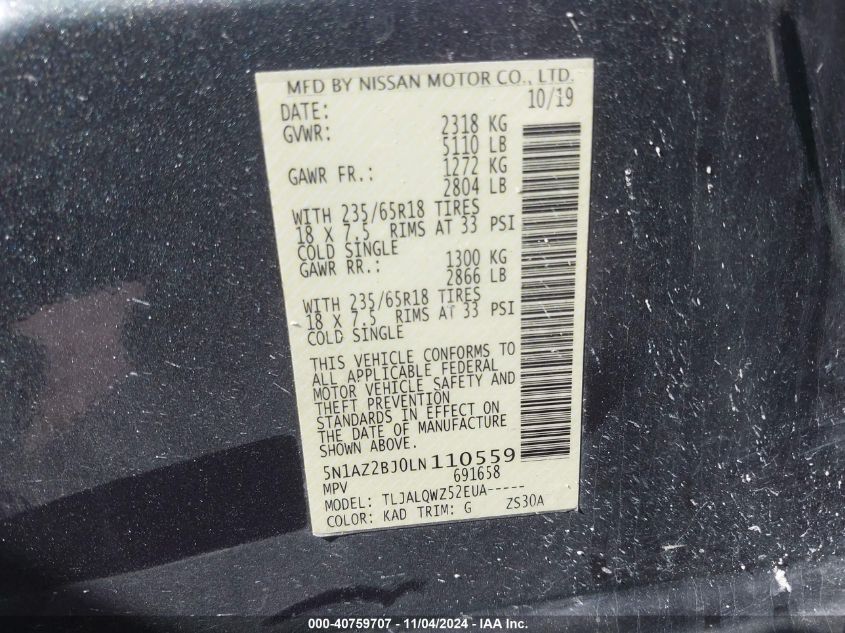 MFD BY NISSAN MOTOR CO., LTD.
DATE: 10/19
GVWR: 2318 KG
5110 LB
GAWR FR.: 1272 KG
2804 LB
WITH 235/65R18 TIRES
18 X 7.5 RIMS AT 33 PSI
COLD SINGLE
GAWR RR.: 1300 KG
2866 LB
WITH 235/65R18 TIRES
18 X 7.5 RIMS AT 33 PSI
COLD SINGLE
THIS VEHICLE CONFORMS TO
ALL APPLICABLE FEDERAL
MOTOR VEHICLE SAFETY AND
THEFT PREVENTION
STANDARDS IN EFFECT ON
THE DATE OF MANUFACTURE
SHOWN ABOVE.
5N1AZ2BJ0LN110559
MPV 691658
MODEL: TLJALQWZ52EUA-----
COLOR: KAD TRIM: G ZS30A
000-40759707 - 11/04/2024 - IAA Inc.